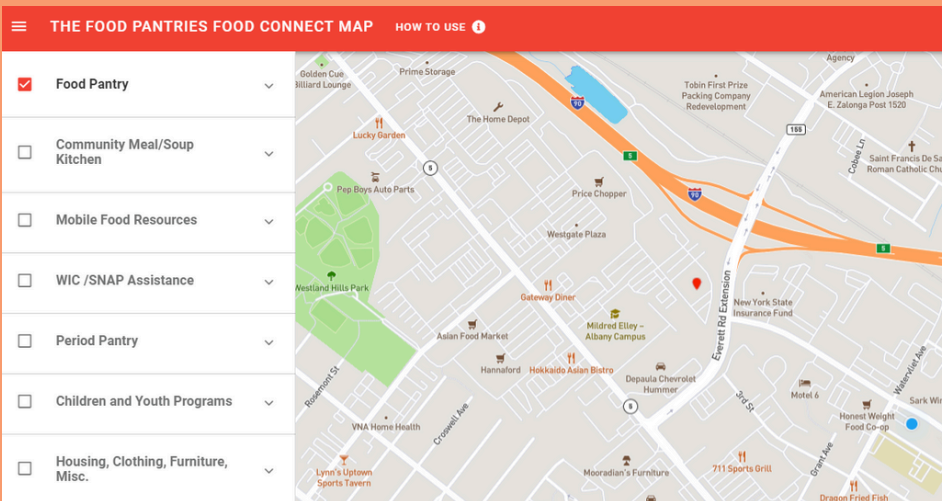 THE FOOD PANTRIES FOOD CONNECT MAP
HOW TO USE
Food Pantry
Community Meal/Soup
Kitchen
Mobile Food Resources
WIC /SNAP Assistance
Period Pantry
Children and Youth Programs
Housing, Clothing, Furniture,
Misc.
Golden Cue
Billiard Lounge
Prime Storage
Agency
Tobin First Prize
Packing Company
Redevelopment
American Legion Joseph
E. Zalonga Post 1520
90
The Home Depot
Lucky Garden
155
Cobee Ln
5
5
Saint Francis De Sa
Roman Catholic Chu
Pep Boys Auto Parts
Price Chopper
90
Westgate Plaza
5
Westland Hills Park
Gateway Diner
Everett Rd Extension
New York State
Insurance Fund
Asian Food Market
Mildred Elley -
Albany Campus
Hannaford
Hokkaido Asian Bistro
Depaula Chevrolet
Hummer
Rosemont St
Watervliet Ave
Motel 6
Sark Wir
5
3rd St
Honest Weight
Food Co-op
VNA Home Health
Croswell Ave
Grant Ave
Lynn's Uptown
Sports Tavern
Mooradian's Furniture
711 Sports Grill
Dragon Fried Fish